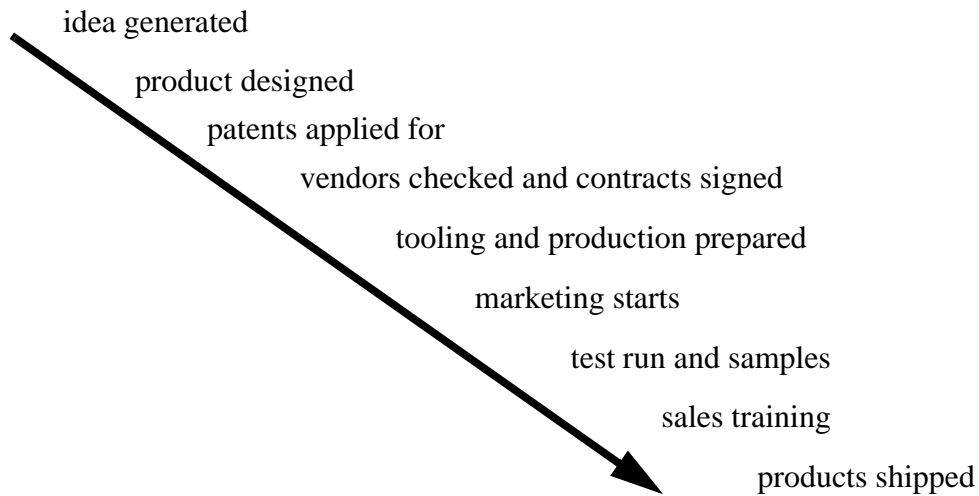 idea generated
product designed
patents applied for
vendors checked and contracts signed
tooling and production prepared
marketing starts
test run and samples
sales training
products shipped